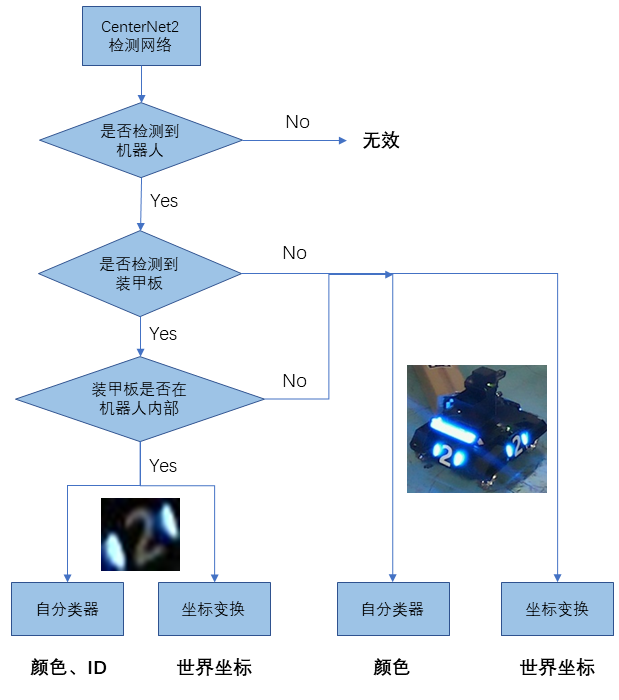 CenterNet2
检测网络
是否检测到
机器人
No
无效
Yes
是否检测到
装甲板
No
Yes
装甲板是否在
机器人内部
No
Yes
2
2
2
自分类器
坐标变换
自分类器
坐标变换
颜色、ID
世界坐标
颜色
世界坐标